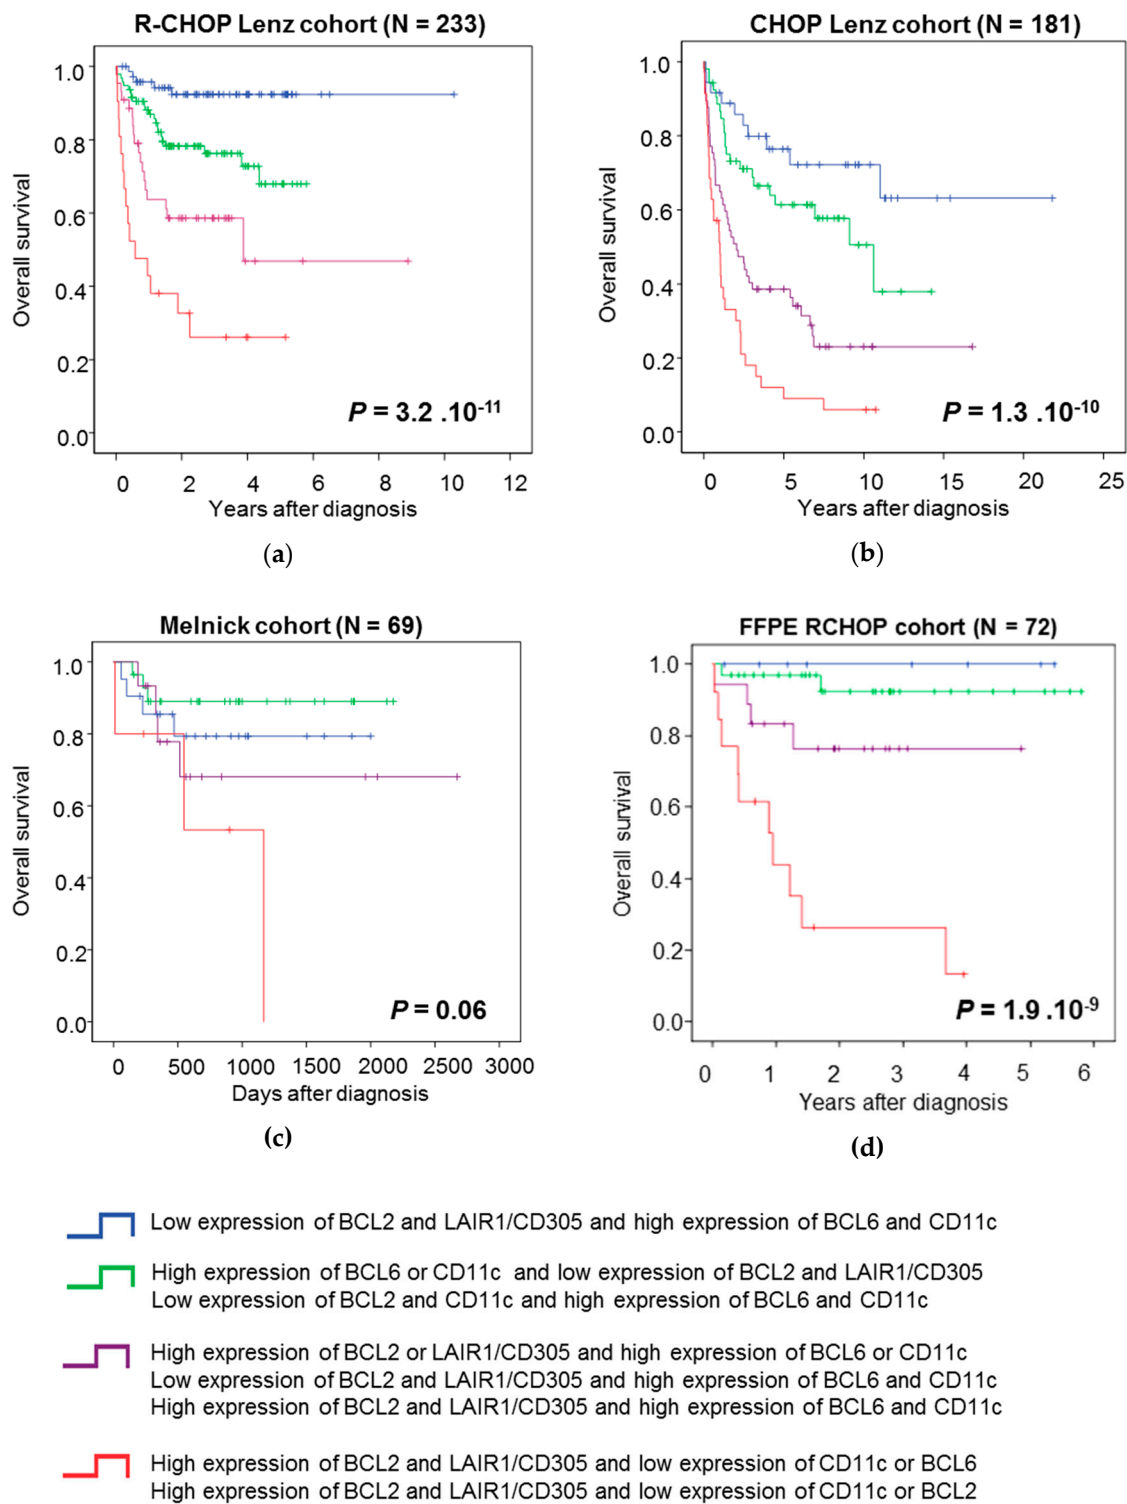 R-CHOP Lenz cohort (N = 233)
1.0
0.8
0.6
0.4
0.2
0.0
Overall survival
P = 3.2 .10-11
0 2 4 6 8 10 12
Years after diagnosis
(a)
CHOP Lenz cohort (N = 181)
1.0
0.8
0.6
0.4
0.2
0.0
Overall survival
P = 1.3 .10-10
0 5 10 15 20 25
Years after diagnosis
(b)
Melnick cohort (N = 69)
1.0
0.8
0.6
0.4
0.2
0.0
Overall survival
P = 0.06
0 500 1000 1500 2000 2500 3000
Days after diagnosis
(c)
FFPE RCHOP cohort (N = 72)
1.0
0.8
0.6
0.4
0.2
0.0
Overall survival
P = 1.9 .10-9
0 1 2 3 4 5 6
Years after diagnosis
(d)
Low expression of BCL2 and LAIR1/CD305 and high expression of BCL6 and CD11c
High expression of BCL6 or CD11c and low expression of BCL2 and LAIR1/CD305
Low expression of BCL2 and CD11c and high expression of BCL6 and CD11c
High expression of BCL2 or LAIR1/CD305 and high expression of BCL6 or CD11c
Low expression of BCL2 and LAIR1/CD305 and high expression of BCL6 and CD11c
High expression of BCL2 and LAIR1/CD305 and high expression of BCL6 and CD11c
High expression of BCL2 and LAIR1/CD305 and low expression of CD11c or BCL6
High expression of BCL2 and LAIR1/CD305 and low expression of CD11c or BCL2